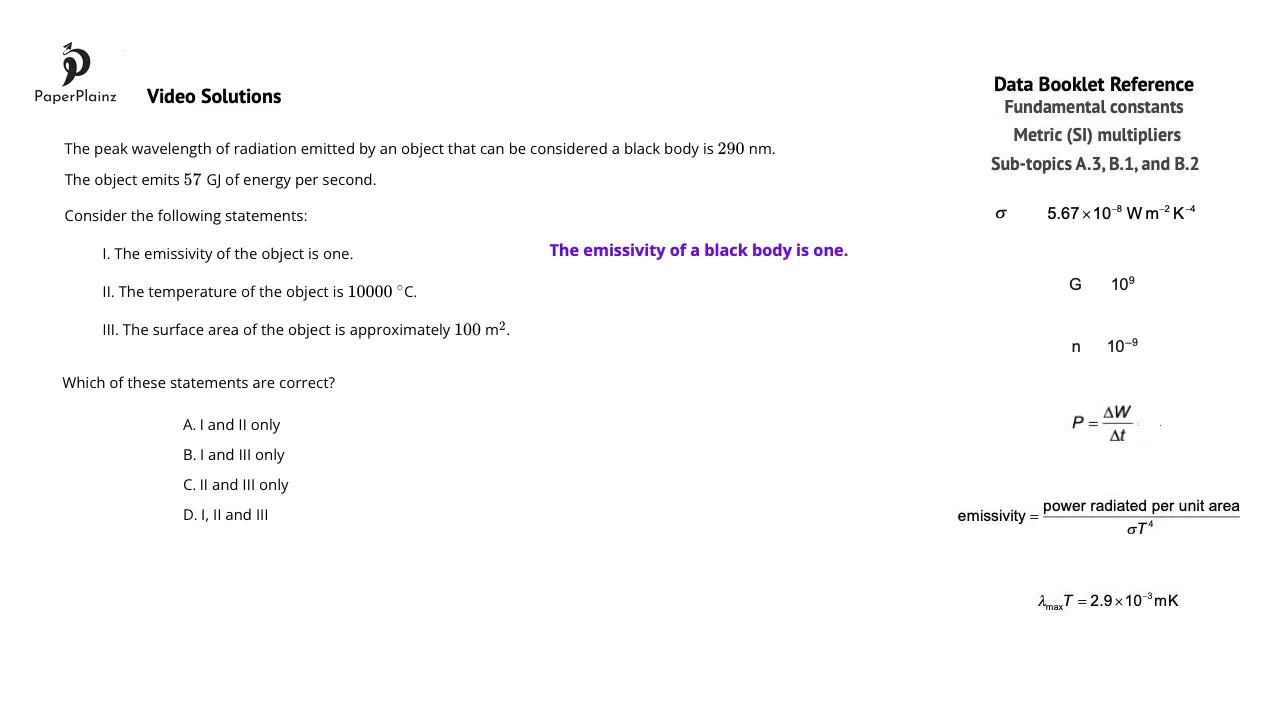 PaperPlainz
Video Solutions
The peak wavelength of radiation emitted by an object that can be considered a black body is 290 nm.
The object emits 57 GJ of energy per second.
Consider the following statements:
I. The emissivity of the object is one.
The emissivity of a black body is one.
II. The temperature of the object is 10000 °C.
III. The surface area of the object is approximately 100 m².
Which of these statements are correct?
A. I and II only
B. I and III only
C. II and III only
D. I, II and III
Data Booklet Reference
Fundamental constants
Metric (SI) multipliers
Sub-topics A.3, B.1, and B.2
σ 5.67×10⁻⁸ W m⁻² K⁻⁴
G 10⁹
n 10⁻⁹
P = ΔW/Δt
emissivity = power radiated per unit area/σT⁴
λmaxT = 2.9×10⁻³ mK